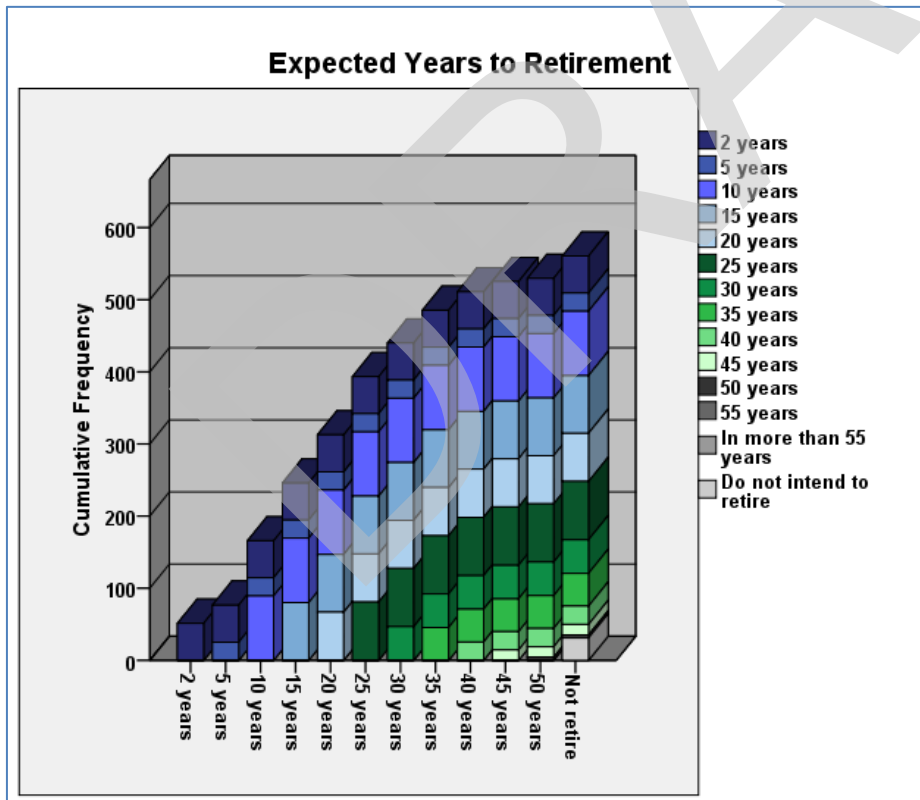 Expected Years to Retirement
Cumulative Frequency
600
500
400
300
200
100
0
2 years
5 years
10 years
15 years
20 years
25 years
30 years
35 years
40 years
45 years
50 years
Not retire
2 years
5 years
10 years
15 years
20 years
25 years
30 years
35 years
40 years
45 years
50 years
55 years
In more than 55
years
Do not intend to
retire